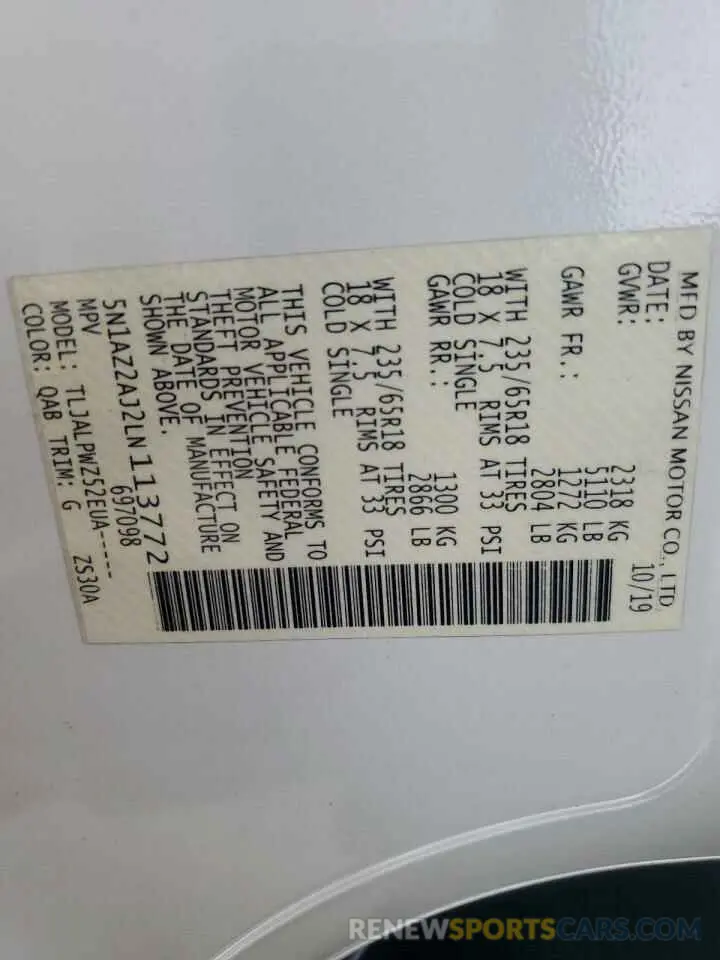 MFD BY NISSAN MOTOR CO., LTD.
DATE: 10/19
GVWR: 2318 KG
5110 LB
GAWR FR.: 1272 KG
2804 LB
WITH 235/65R18 TIRES
18 X 7.5 RIMS AT 33 PSI
COLD SINGLE
GAWR RR.: 1300 KG
2866 LB
WITH 235/65R18 TIRES
18 X 7.5 RIMS AT 33 PSI
COLD SINGLE
THIS VEHICLE CONFORMS TO
ALL APPLICABLE FEDERAL
MOTOR VEHICLE SAFETY AND
THEFT PREVENTION
STANDARDS IN EFFECT ON
THE DATE OF MANUFACTURE
SHOWN ABOVE.
5N1AZ2AJ2LN113772
MPV 697098
MODEL: TLJALPWZ52EUA-----
COLOR: QAB TRIM: G ZS30A
RENEWSPORTSCARS.COM